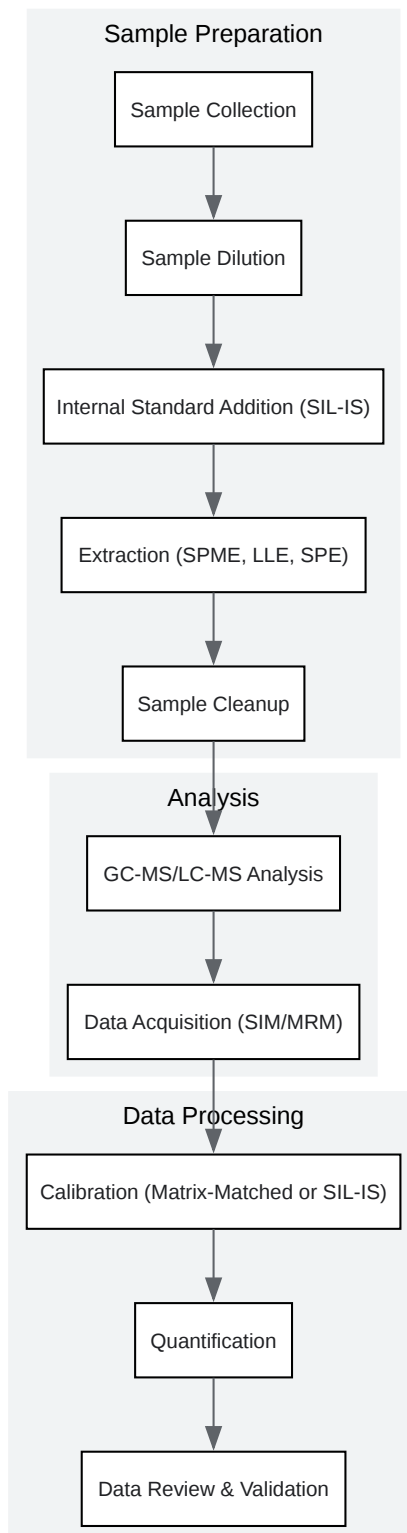 Sample Preparation
Sample Collection
Sample Dilution
Internal Standard Addition (SIL-IS)
Extraction (SPME, LLE, SPE)
Sample Cleanup
Analysis
GC-MS/LC-MS Analysis
Data Acquisition (SIM/MRM)
Data Processing
Calibration (Matrix-Matched or SIL-IS)
Quantification
Data Review & Validation